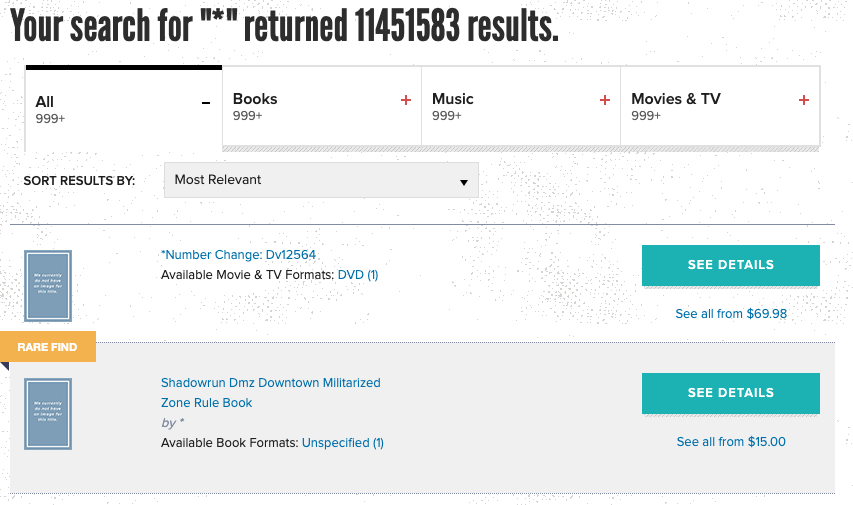 Your search for "*" returned 11451583 results.
All
999+
Books
999+
Music
999+
Movies & TV
999+
SORT RESULTS BY:
Most Relevant
We currently
do not have
an image for
this title.
*Number Change: Dv12564
Available Movie & TV Formats: DVD (1)
SEE DETAILS
See all from $69.98
RARE FIND
We currently
do not have
an image for
this title.
Shadowrun Dmz Downtown Militarized
Zone Rule Book
by *
Available Book Formats: Unspecified (1)
SEE DETAILS
See all from $15.00